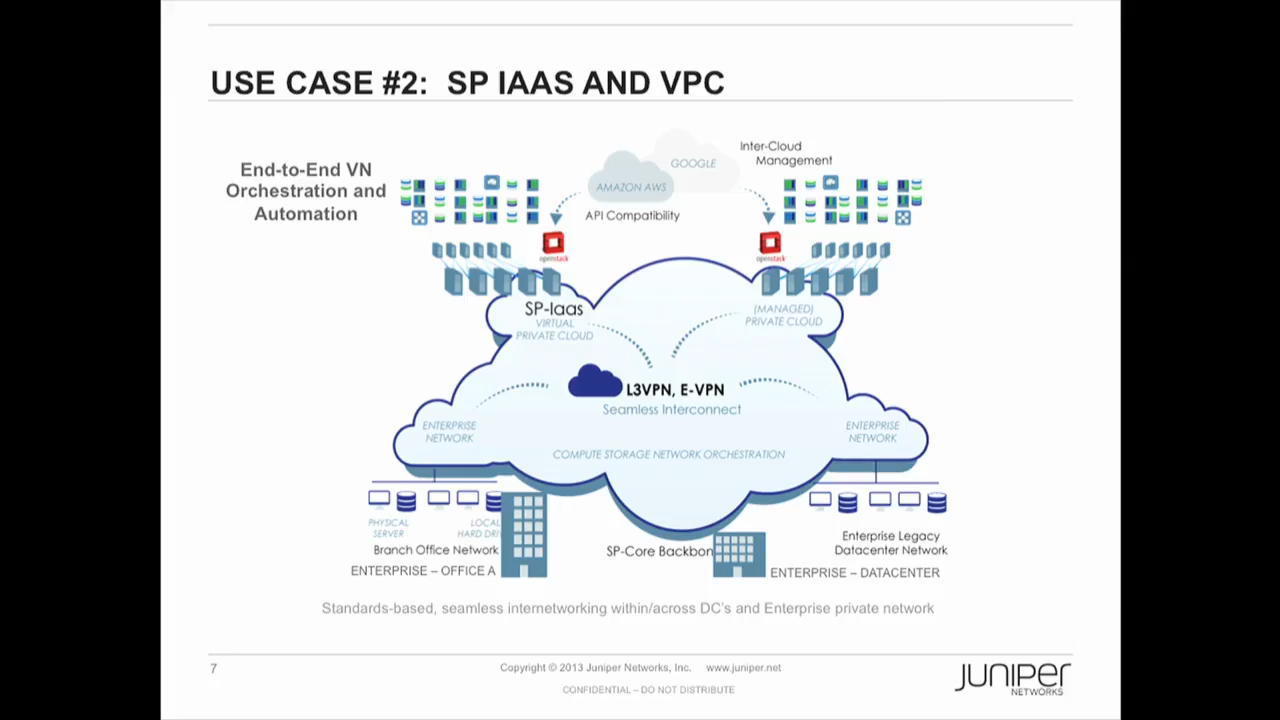 USE CASE #2: SP IAAS AND VPC
End-to-End VN
Orchestration and
Automation
GOOGLE
AMAZON AWS
API Compatibility
Inter-Cloud
Management
openstack
openstack
SP-Iaas
VIRTUAL
PRIVATE CLOUD
(MANAGED)
PRIVATE CLOUD
L3VPN, E-VPN
Seamless Interconnect
ENTERPRISE
NETWORK
ENTERPRISE
NETWORK
COMPUTE STORAGE NETWORK ORCHESTRATION
PHYSICAL
SERVER
LOCAL
HARD DRI
Branch Office Network
ENTERPRISE – OFFICE A
SP-Core Backbon
Enterprise Legacy
Datacenter Network
ENTERPRISE – DATACENTER
Standards-based, seamless internetworking within/across DC's and Enterprise private network
7
Copyright © 2013 Juniper Networks, Inc. www.juniper.net
CONFIDENTIAL – DO NOT DISTRIBUTE
JUNIPER
NETWORKS